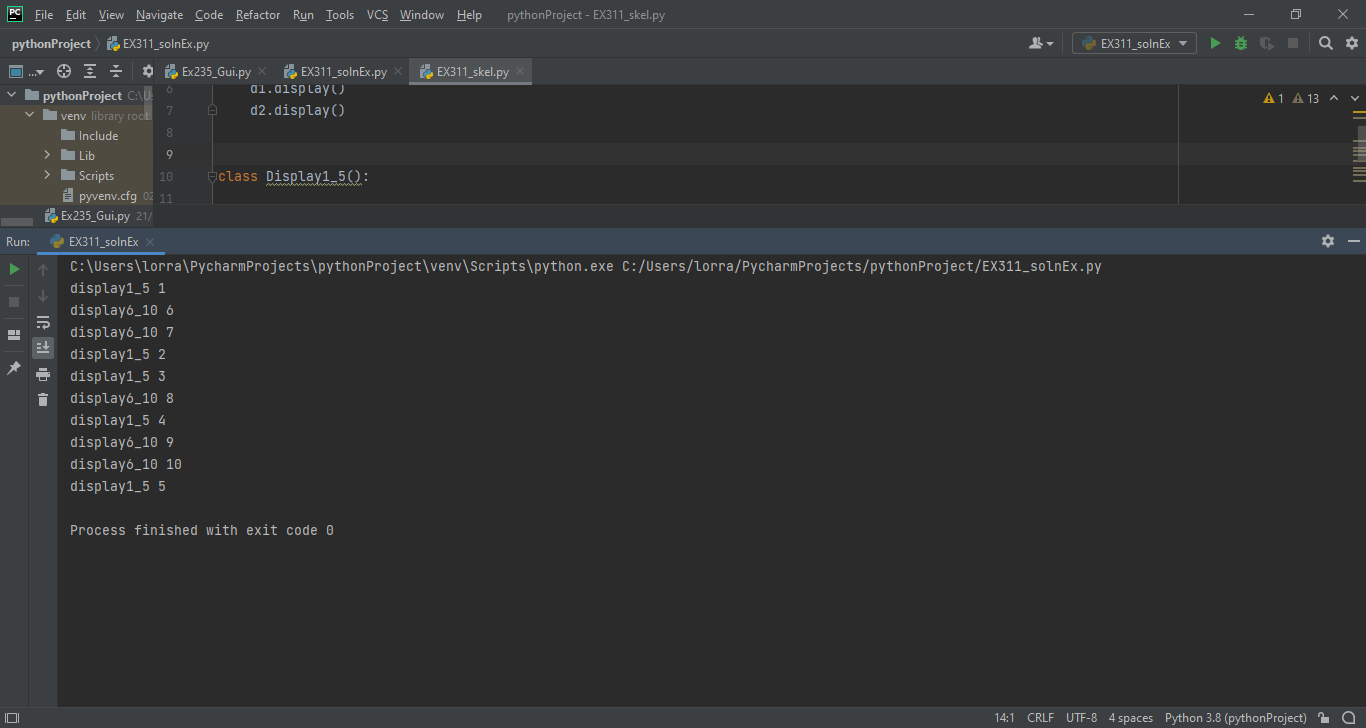 PC File Edit View Navigate Code Refactor Run Tools VCS Window Help pythonProject - EX311_skel.py
pythonProject EX311_solnEx.py EX311_solnEx
... Ex235_Gui.py EX311_solnEx.py EX311_skel.py
pythonProject C:\U
6 d1.display()
1 13
venv library root
7 d2.display()
Include
8
Lib
9
Scripts
10 class Display1_5():
pyvenv.cfg 02
11
Ex235_Gui.py 21/
Run: EX311_solnEx
C:\Users\lorra\PycharmProjects\pythonProject\venv\Scripts\python.exe C:/Users/lorra/PycharmProjects/pythonProject/EX311_solnEx.py
display1_5 1
display6_10 6
display6_10 7
display1_5 2
display1_5 3
display6_10 8
display1_5 4
display6_10 9
display6_10 10
display1_5 5
Process finished with exit code 0
14:1 CRLF UTF-8 4 spaces Python 3.8 (pythonProject)